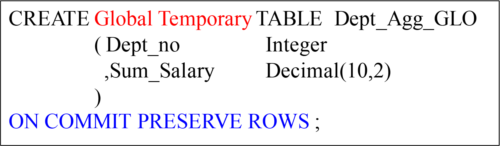 CREATE Global Temporary TABLE Dept_Agg_GLO
( Dept_no Integer
,Sum_Salary Decimal(10,2)
)
ON COMMIT PRESERVE ROWS ;